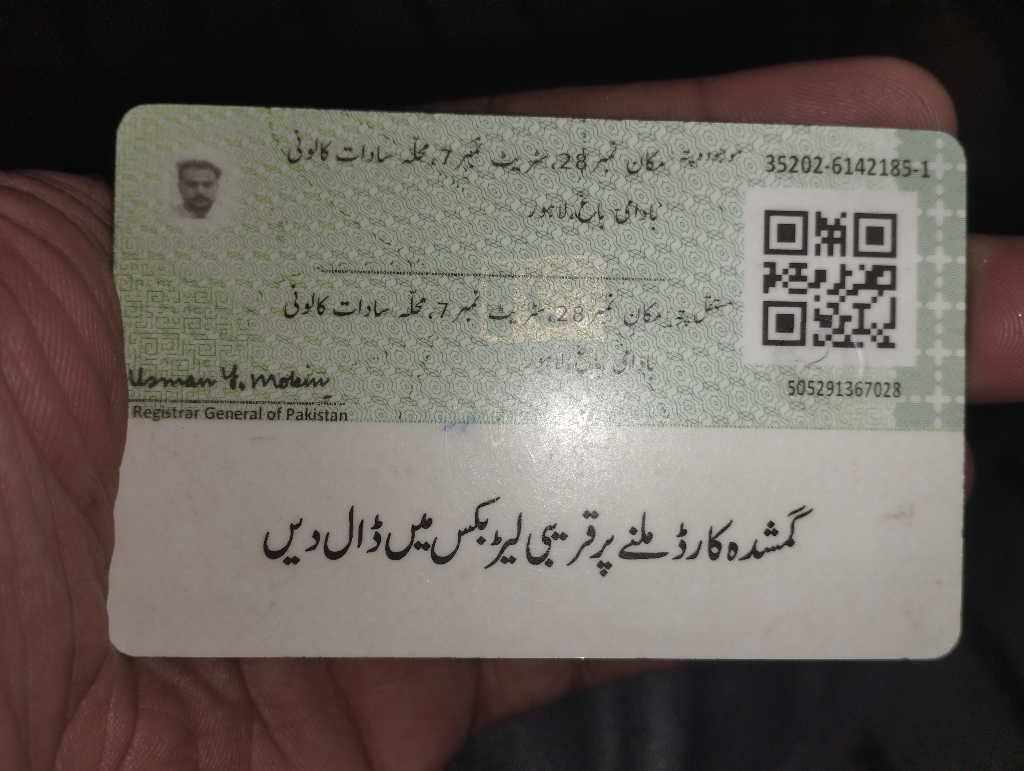 موجودہ پتہ مکان نمبر 28، سٹریٹ نمبر 7، محلہ سادات کالونی
بادامی باغ، لاہور
35202-6142185-1
مستقل پتہ مکان نمبر 28، سٹریٹ نمبر 7، محلہ سادات کالونی
بادامی باغ، لاہور
505291367028
Usman Y. Mobin
Registrar General of Pakistan
گمشدہ کارڈ ملنے پر قریبی لیٹر بکس میں ڈال دیں